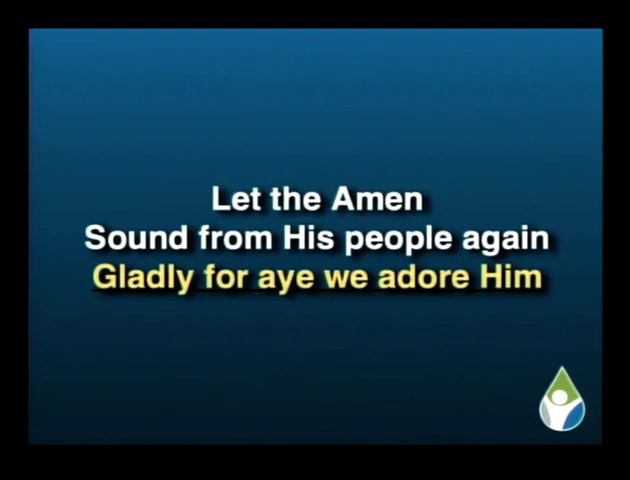 Let the Amen
Sound from His people again
Gladly for aye we adore Him